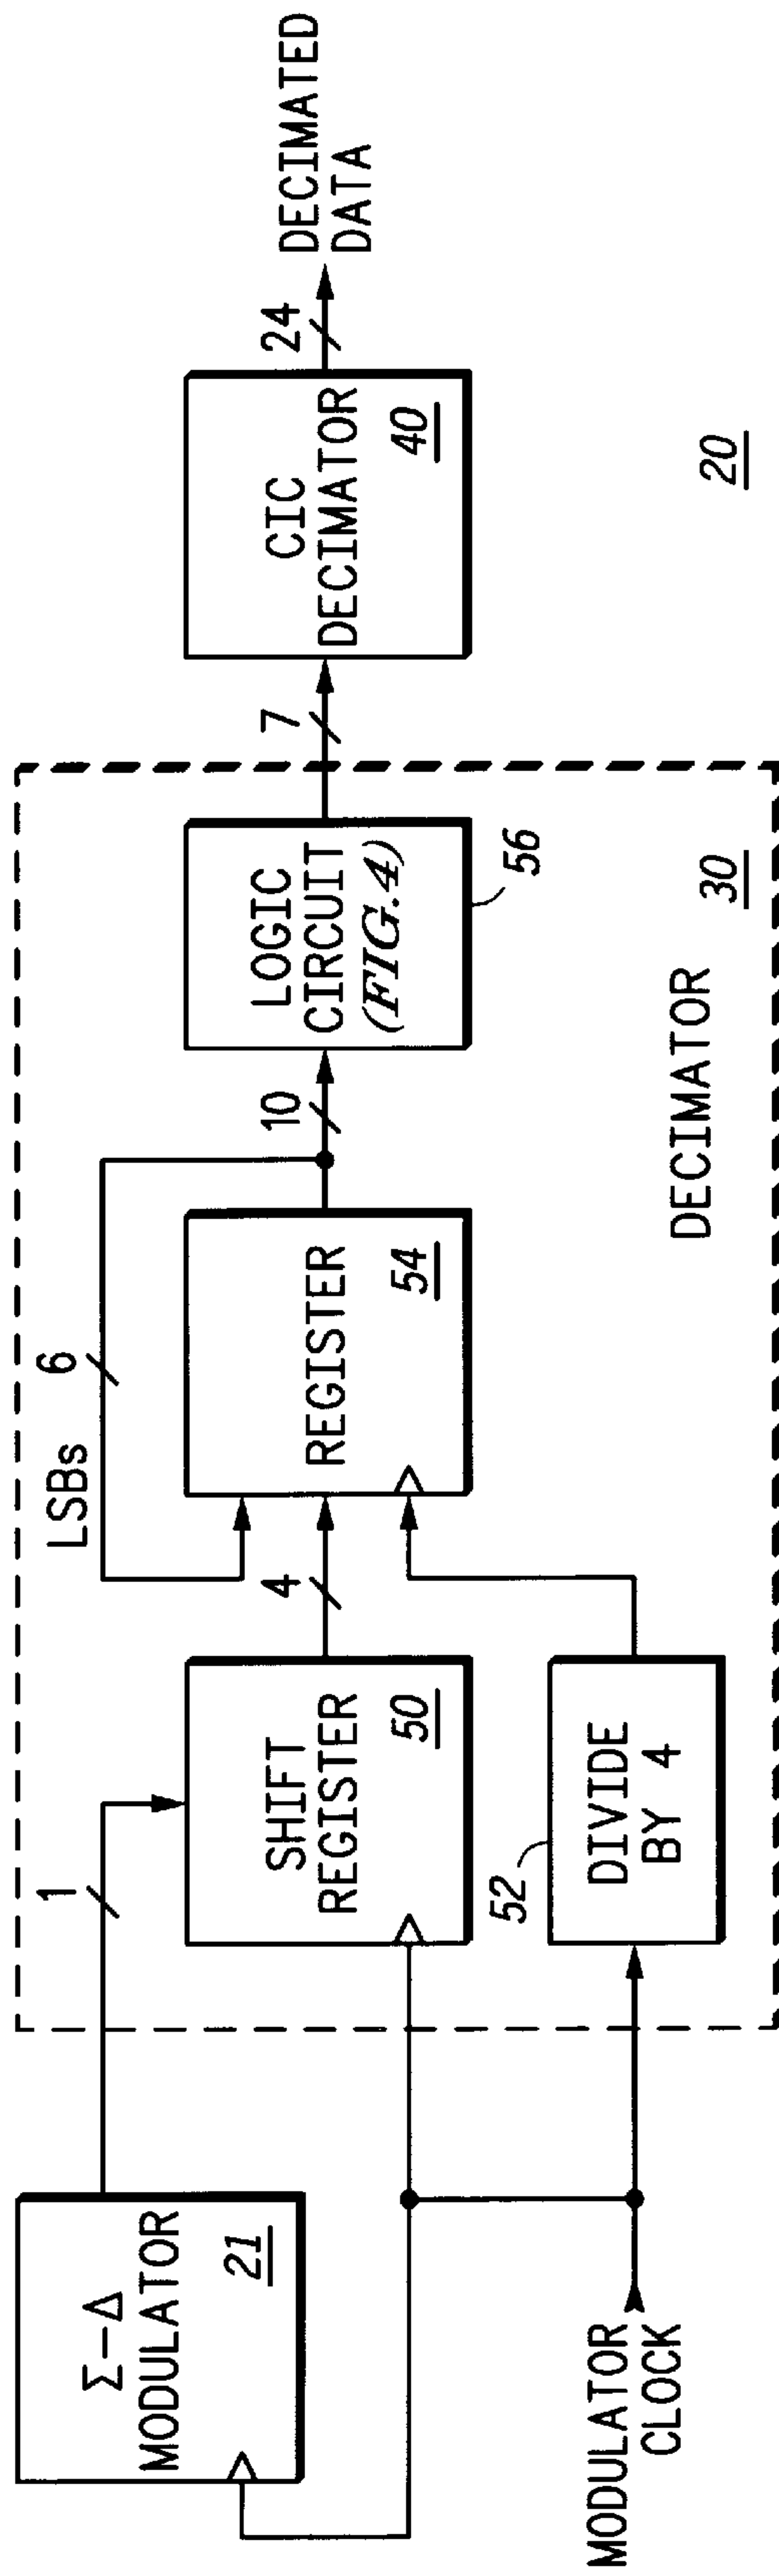 Σ–Δ
MODULATOR
21
MODULATOR
CLOCK
1
SHIFT
REGISTER
50
52
DIVIDE
BY 4
LSBs
6
4
REGISTER
54
10
LOGIC
CIRCUIT
(FIG.4)
56
DECIMATOR
30
7
CIC
DECIMATOR
40
24
DECIMATED
DATA
20